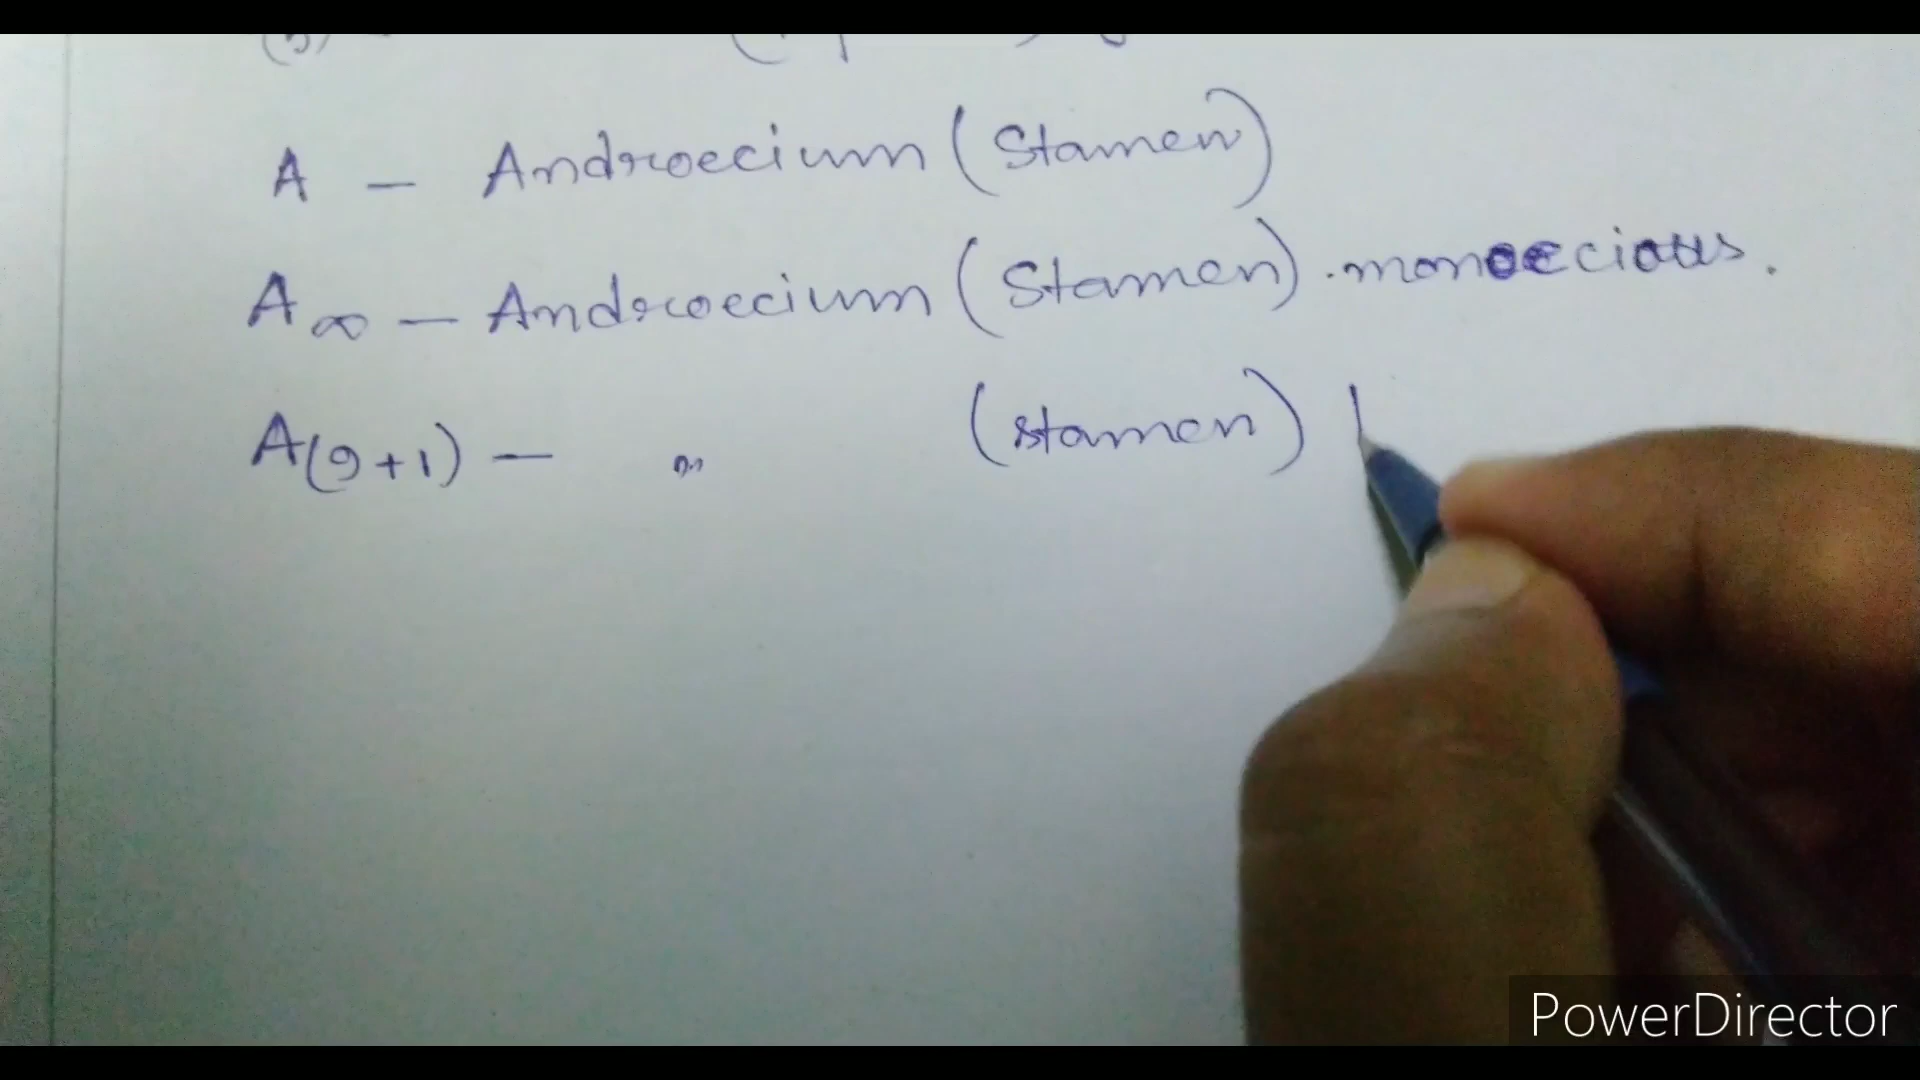 A - Androecium (Stamen)
A∞ - Androecium (Stamen).monoecious.
A(9+1) - " (stamen)
PowerDirector